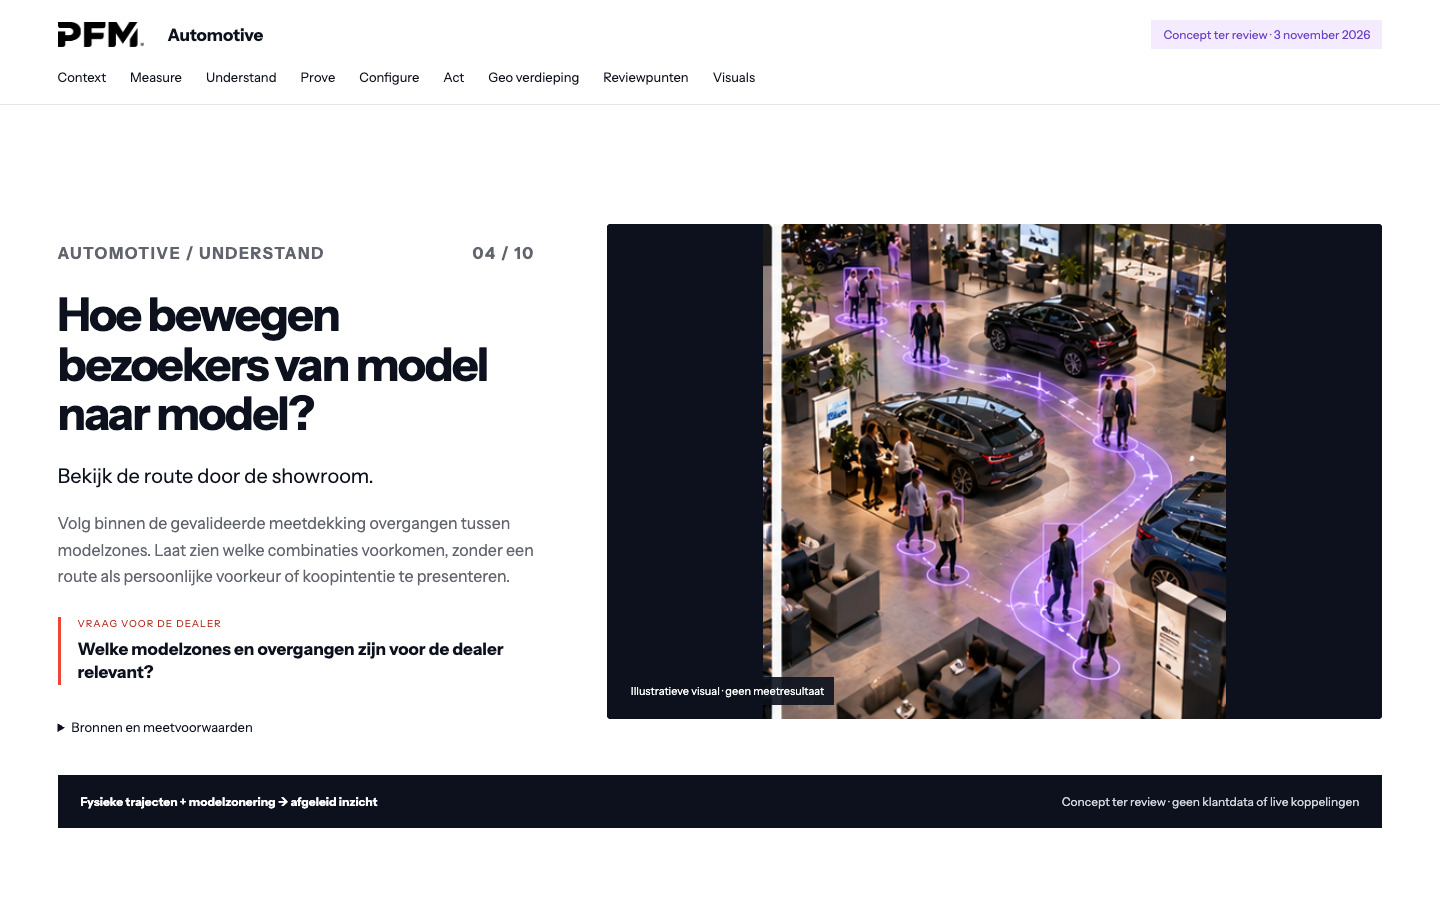 PFM
Automotive
Concept ter review · 3 november 2026
Context Measure Understand Prove Configure Act Geo verdieping Reviewpunten Visuals
AUTOMOTIVE / UNDERSTAND 04 / 10
Hoe bewegen
bezoekers van model
naar model?
Bekijk de route door de showroom.
Volg binnen de gevalideerde meetdekking overgangen tussen
modelzones. Laat zien welke combinaties voorkomen, zonder een
route als persoonlijke voorkeur of koopintentie te presenteren.
VRAAG VOOR DE DEALER
Welke modelzones en overgangen zijn voor de dealer
relevant?
▶ Bronnen en meetvoorwaarden
Illustratieve visual · geen meetresultaat
Fysieke trajecten + modelzonering → afgeleid inzicht
Concept ter review · geen klantdata of live koppelingen